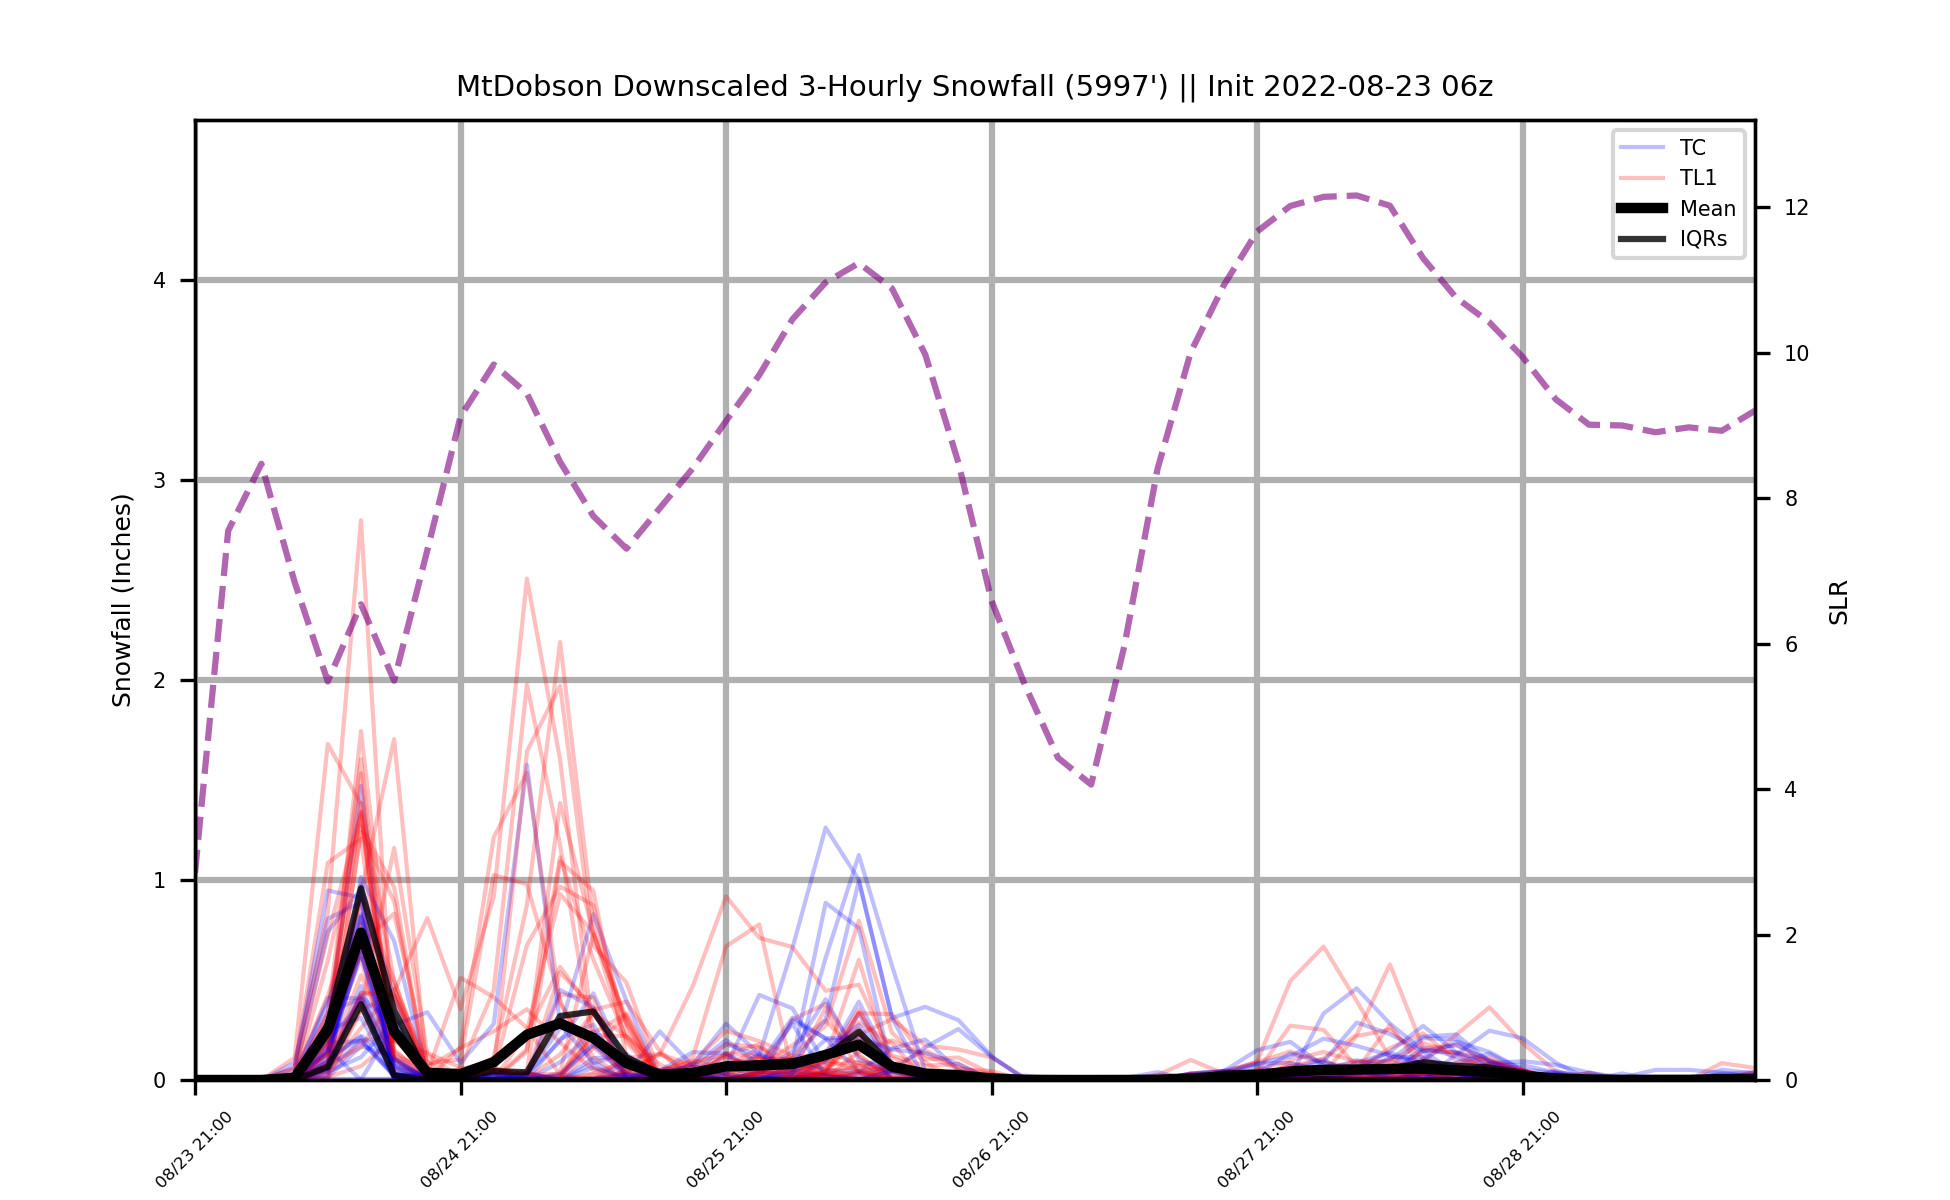 MtDobson Downscaled 3-Hourly Snowfall (5997') || Init 2022-08-23 06z
TC
TL1
Mean
IQRs
Snowfall (Inches)
4
3
2
1
0
SLR
12
10
8
6
4
2
0
08/23 21:00
08/24 21:00
08/25 21:00
08/26 21:00
08/27 21:00
08/28 21:00